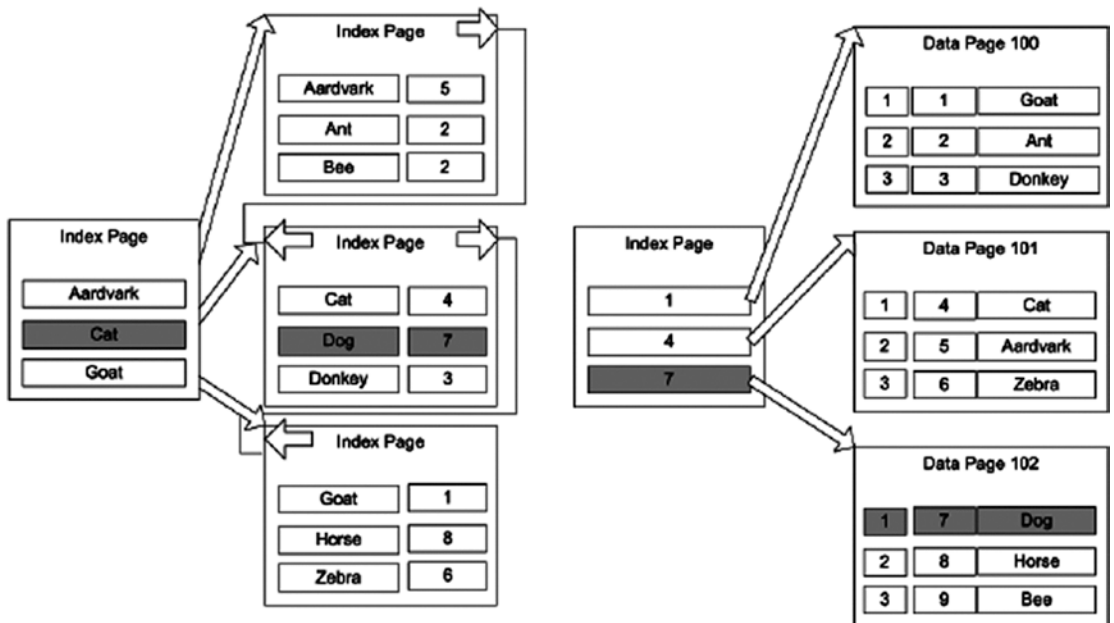 Index Page
Aardvark
Cat
Goat
Index Page
Aardvark 5
Ant 2
Bee 2
Index Page
Cat 4
Dog 7
Donkey 3
Index Page
Goat 1
Horse 8
Zebra 6
Index Page
1
4
7
Data Page 100
1 1 Goat
2 2 Ant
3 3 Donkey
Data Page 101
1 4 Cat
2 5 Aardvark
3 6 Zebra
Data Page 102
1 7 Dog
2 8 Horse
3 9 Bee